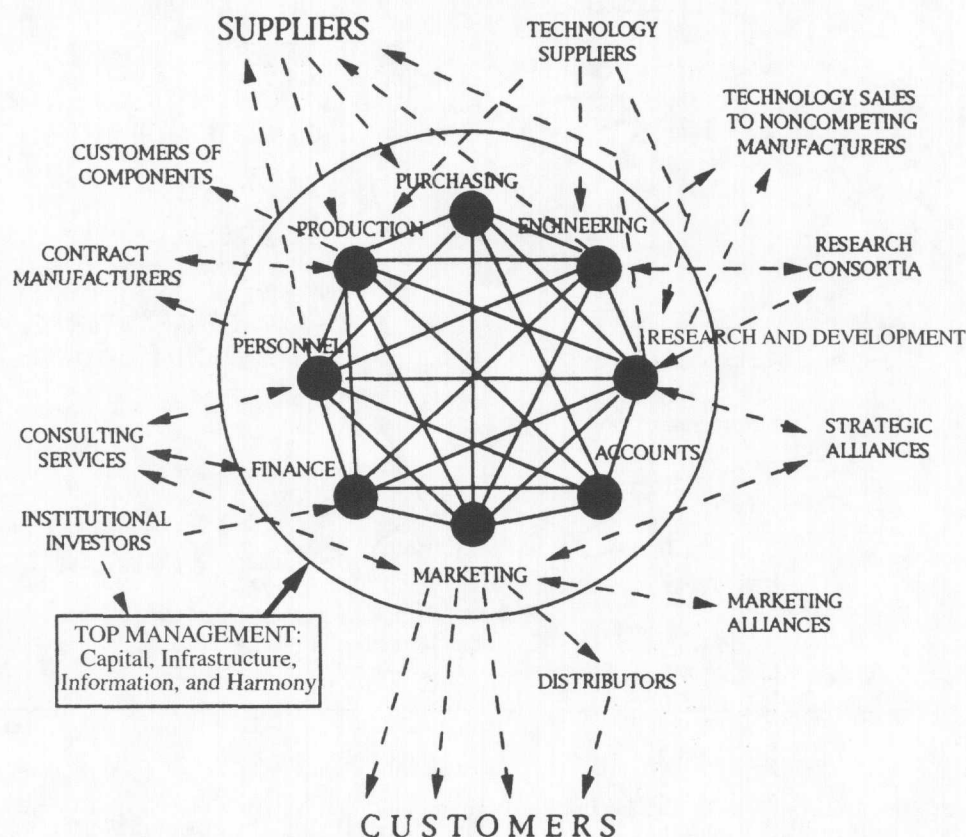 SUPPLIERS
TECHNOLOGY
SUPPLIERS
TECHNOLOGY SALES
TO NONCOMPETING
MANUFACTURERS
CUSTOMERS OF
COMPONENTS
PURCHASING
PRODUCTION
ENGINEERING
CONTRACT
MANUFACTURERS
RESEARCH
CONSORTIA
PERSONNEL
RESEARCH AND DEVELOPMENT
CONSULTING
SERVICES
FINANCE
ACCOUNTS
STRATEGIC
ALLIANCES
INSTITUTIONAL
INVESTORS
MARKETING
MARKETING
ALLIANCES
TOP MANAGEMENT:
Capital, Infrastructure,
Information, and Harmony
DISTRIBUTORS
CUSTOMERS